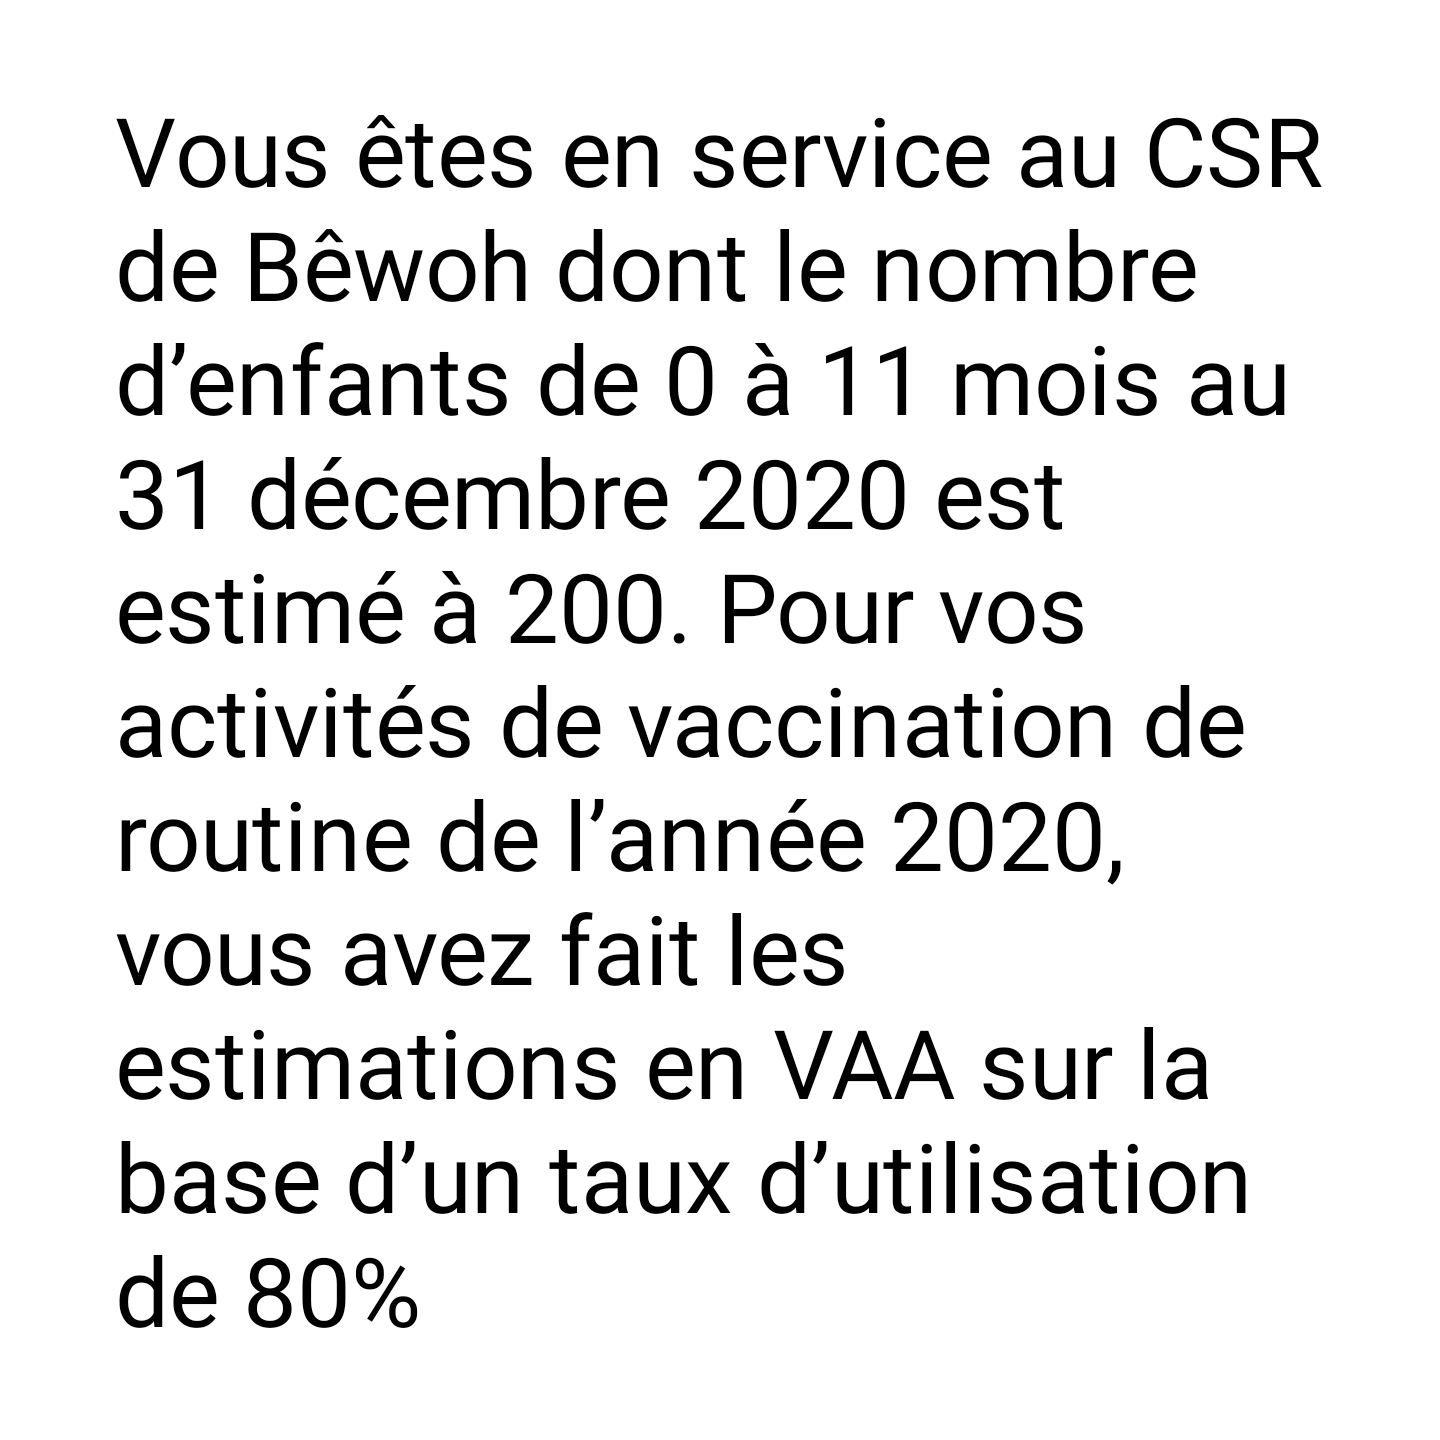 Vous êtes en service au CSR
de Bêwoh dont le nombre
d’enfants de 0 à 11 mois au
31 décembre 2020 est
estimé à 200. Pour vos
activités de vaccination de
routine de l’année 2020,
vous avez fait les
estimations en VAA sur la
base d’un taux d’utilisation
de 80%